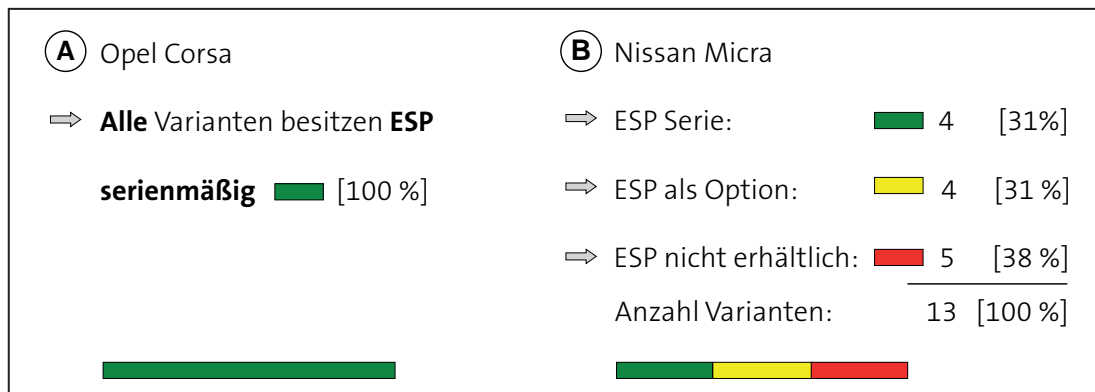 A Opel Corsa
Alle Varianten besitzen ESP
serienmäßig [100 %]
B Nissan Micra
ESP Serie: 4 [31%]
ESP als Option: 4 [31 %]
ESP nicht erhältlich: 5 [38 %]
Anzahl Varianten: 13 [100 %]